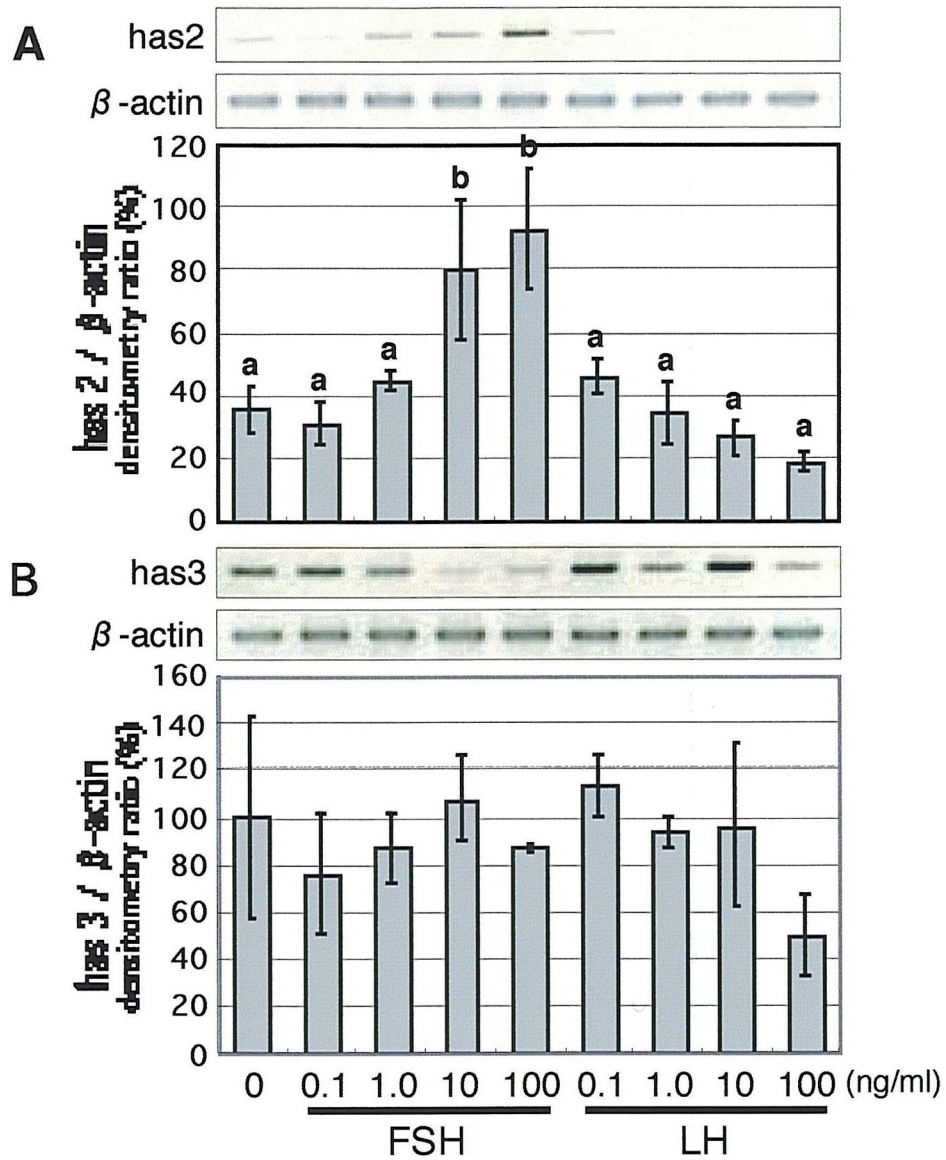 A
has2
β-actin
has 2 / β-actin
densitometry ratio (%)
120
100
80
60
40
20
0
a
a
a
b
b
a
a
a
a
B
has3
β-actin
has 3 / β-actin
densitometry ratio (%)
160
140
120
100
80
60
40
20
0
0 0.1 1.0 10 100 0.1 1.0 10 100 (ng/ml)
FSH LH